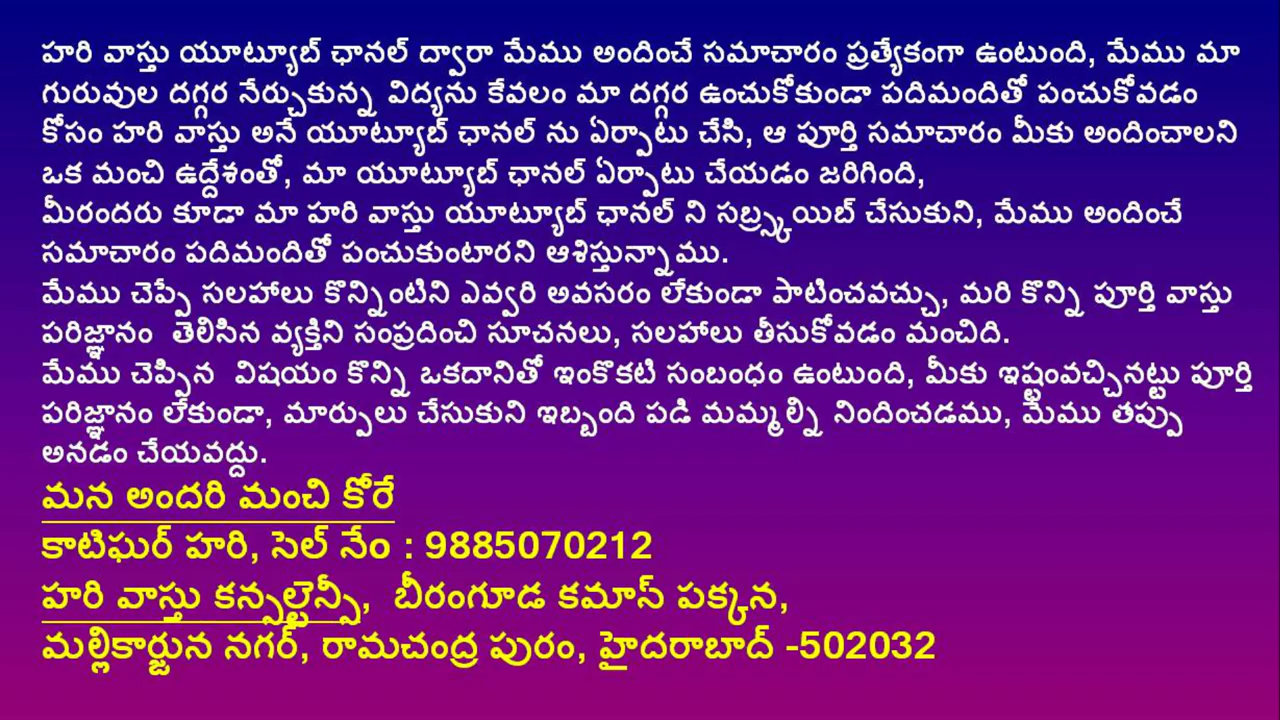 హరి వాస్తు యూట్యూబ్ ఛానల్ ద్వారా మేము అందించే సమాచారం ప్రత్యేకంగా ఉంటుంది, మేము మా
గురువుల దగ్గర నేర్చుకున్న విద్యను కేవలం మా దగ్గర ఉంచుకోకుండా పదిమందితో పంచుకోవడం
కోసం హరి వాస్తు అనే యూట్యూబ్ ఛానల్ ను ఏర్పాటు చేసి, ఆ పూర్తి సమాచారం మీకు అందించాలని
ఒక మంచి ఉద్దేశంతో, మా యూట్యూబ్ ఛానల్ ఏర్పాటు చేయడం జరిగింది,
మీరందరు కూడా మా హరి వాస్తు యూట్యూబ్ ఛానల్ ని సబ్స్క్రయిబ్ చేసుకుని, మేము అందించే
సమాచారం పదిమందితో పంచుకుంటారని ఆశిస్తున్నాము.
మేము చెప్పే సలహాలు కొన్నింటిని ఎవ్వరి అవసరం లేకుండా పాటించవచ్చు, మరి కొన్ని పూర్తి వాస్తు
పరిజ్ఞానం తెలిసిన వ్యక్తిని సంప్రదించి సూచనలు, సలహాలు తీసుకోవడం మంచిది.
మేము చెప్పిన విషయం కొన్ని ఒకదానితో ఇంకొకటి సంబంధం ఉంటుంది, మీకు ఇష్టంవచ్చినట్టు పూర్తి
పరిజ్ఞానం లేకుండా, మార్పులు చేసుకుని ఇబ్బంది పడి మమ్మల్ని నిందించడము, మేము తప్పు
అనడం చేయవద్దు.
మన అందరి మంచి కోరే
కాటిఘర్ హరి, సెల్ నేం : 9885070212
హరి వాస్తు కన్సల్టెన్సీ, బీరంగూడ కమాన్ పక్కన,
మల్లికార్జున నగర్, రామచంద్ర పురం, హైదరాబాద్ -502032